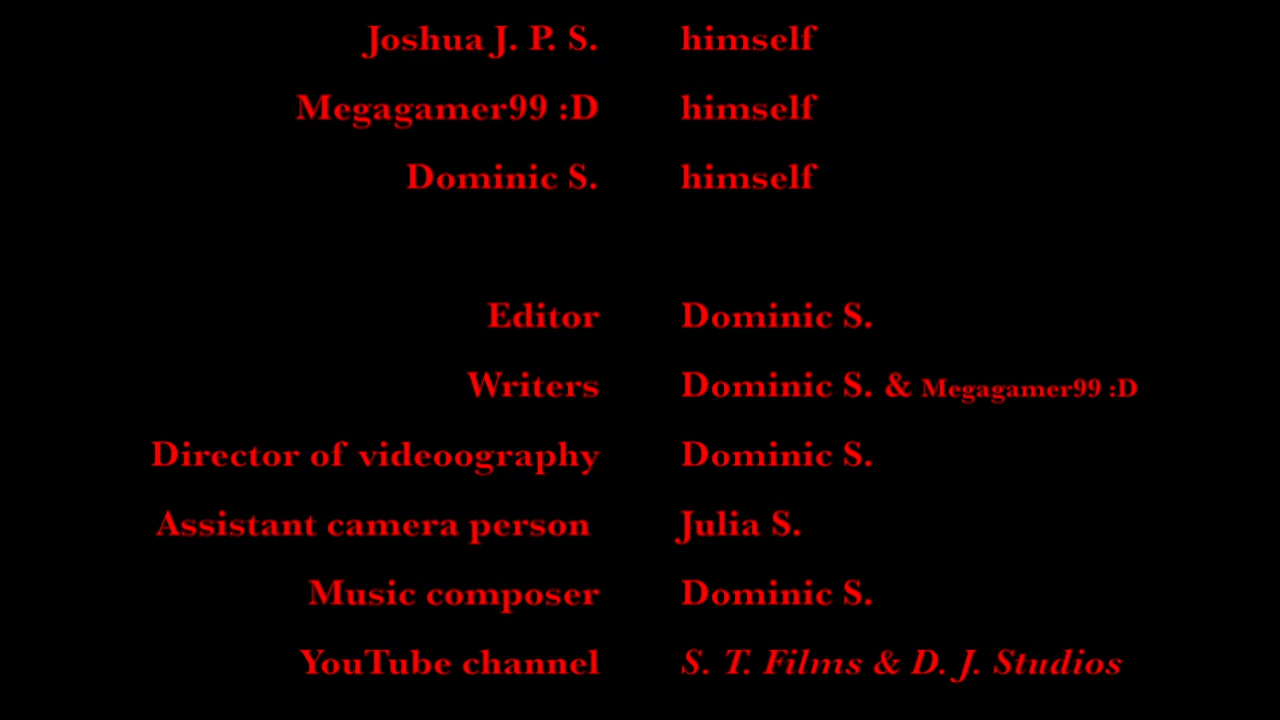 Joshua J. P. S. himself
Megagamer99 :D himself
Dominic S. himself
Editor Dominic S.
Writers Dominic S. & Megagamer99 :D
Director of videoography Dominic S.
Assistant camera person Julia S.
Music composer Dominic S.
YouTube channel S. T. Films & D. J. Studios